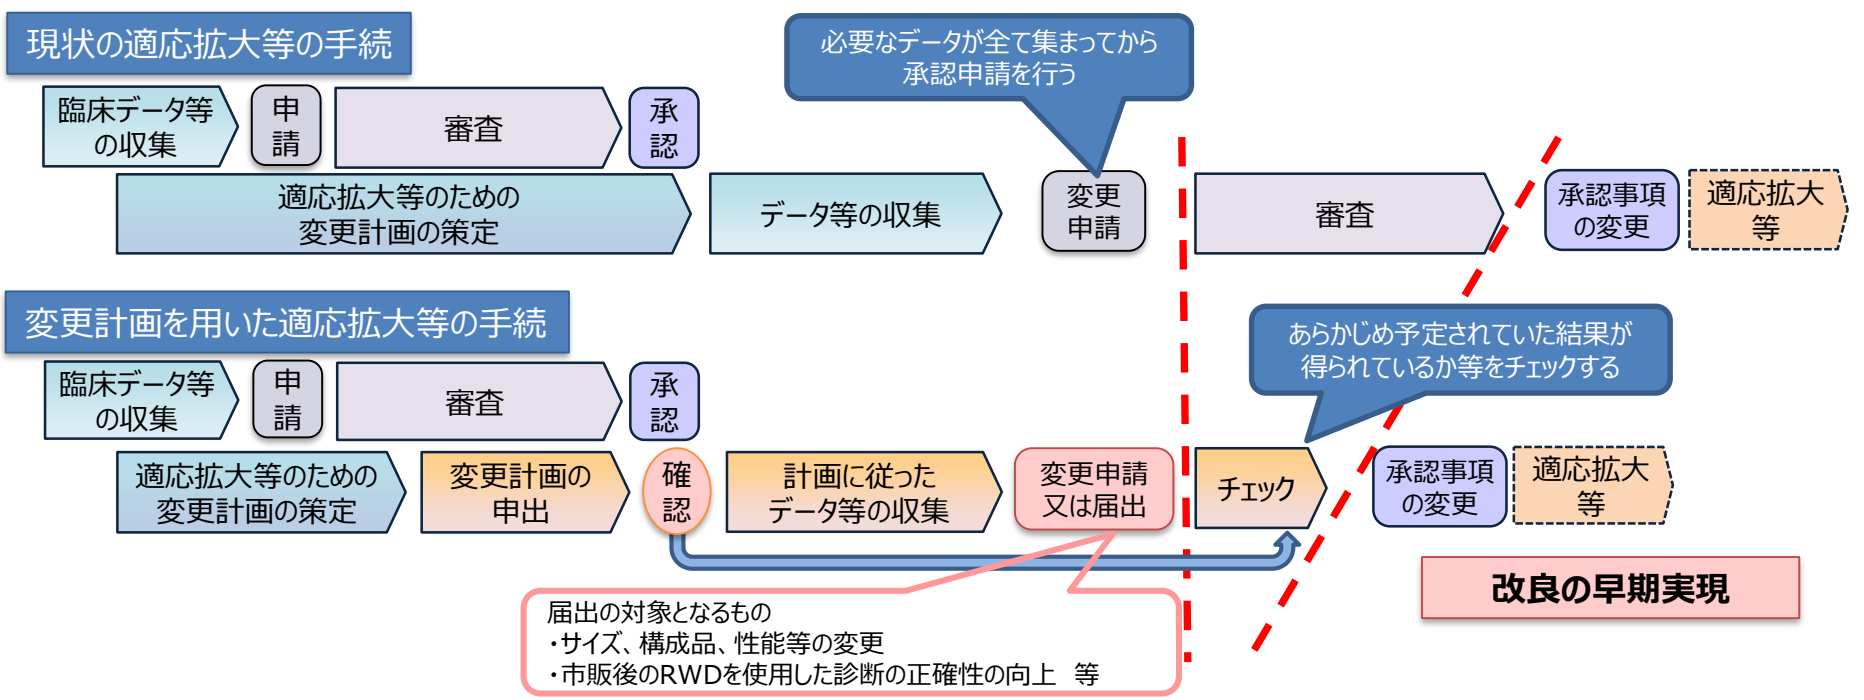 現状の適応拡大等の手続
必要なデータが全て集まってから
承認申請を行う
臨床データ等
の収集
申
請
審査
承
認
適応拡大等のための
変更計画の策定
データ等の収集
変更
申請
審査
承認事項
の変更
適応拡大
等
変更計画を用いた適応拡大等の手続
あらかじめ予定されていた結果が
得られているか等をチェックする
臨床データ等
の収集
申
請
審査
承
認
適応拡大等のための
変更計画の策定
変更計画の
申出
確
認
計画に従った
データ等の収集
変更申請
又は届出
チェック
承認事項
の変更
適応拡大
等
改良の早期実現
届出の対象となるもの
・サイズ、構成品、性能等の変更
・市販後のRWDを使用した診断の正確性の向上 等